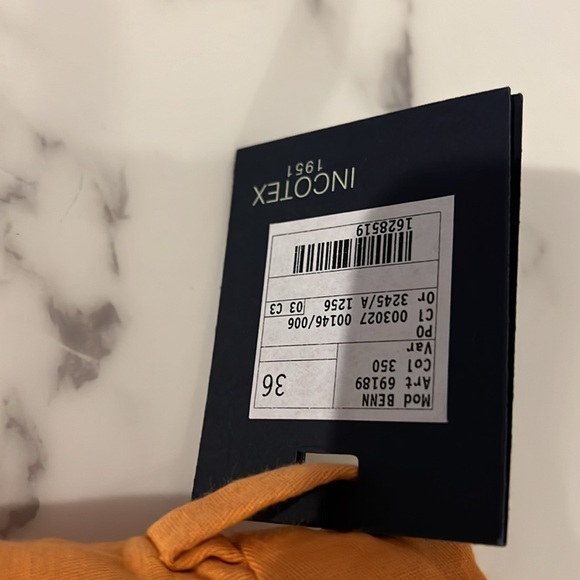 Mod BENN
Art 69189
Col 350
Var
36
PO
Cl 003027 00146/006
Or 3245/A 1256 03 C3
1628519
INCOTEX
1951